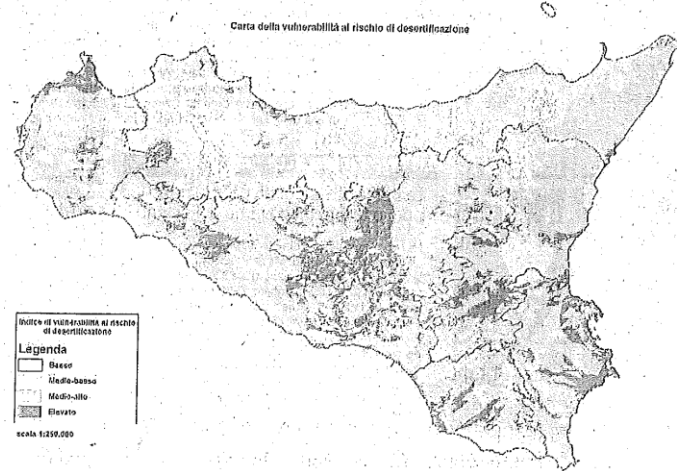 Carta della vulnerabilità al rischio di desertificazione
Indice di vulnerabilità al rischio
di desertificazione
Legenda
Basso
Medio-basso
Medio-alto
Elevato
scala 1:250.000